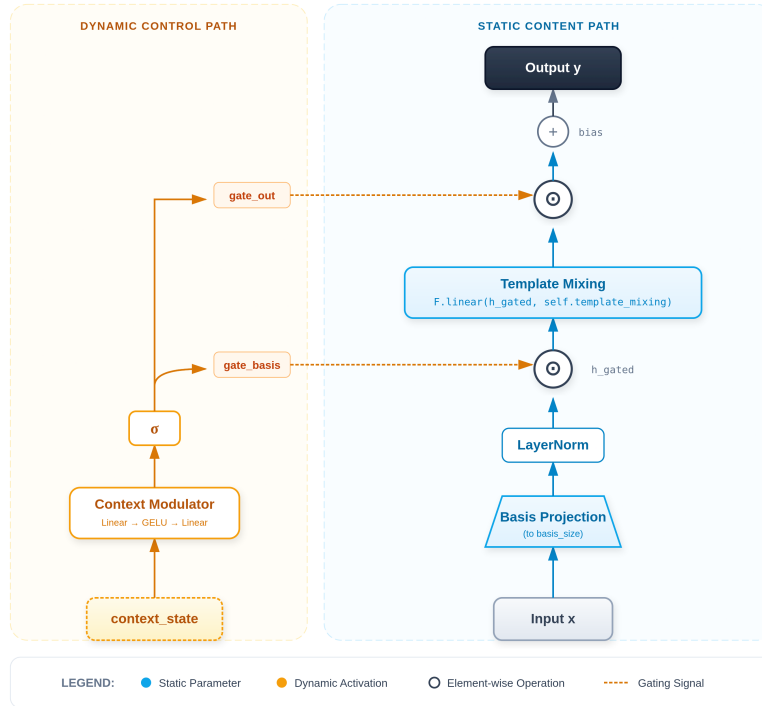 DYNAMIC CONTROL PATH
STATIC CONTENT PATH
Output y
+
bias
gate_out
Template Mixing
F.linear(h_gated, self.template_mixing)
gate_basis
h_gated
σ
LayerNorm
Context Modulator
Linear → GELU → Linear
Basis Projection
(to basis_size)
context_state
Input x
LEGEND:
Static Parameter
Dynamic Activation
Element-wise Operation
Gating Signal